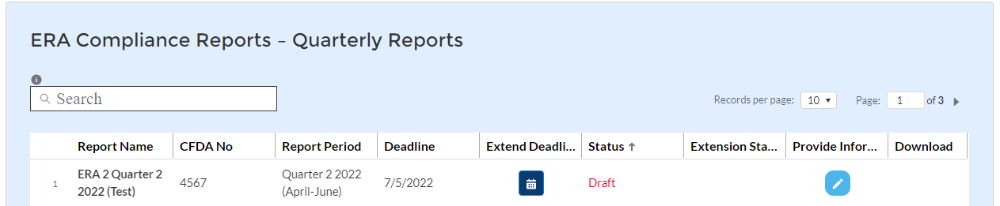 ERA Compliance Reports – Quarterly Reports
Search
Records per page: 10 Page: 1 of 3
Report Name CFDA No Report Period Deadline Extend Deadli... Status ↑ Extension Sta... Provide Infor... Download
1 ERA 2 Quarter 2 2022 (Test) 4567 Quarter 2 2022 (April-June) 7/5/2022 Draft